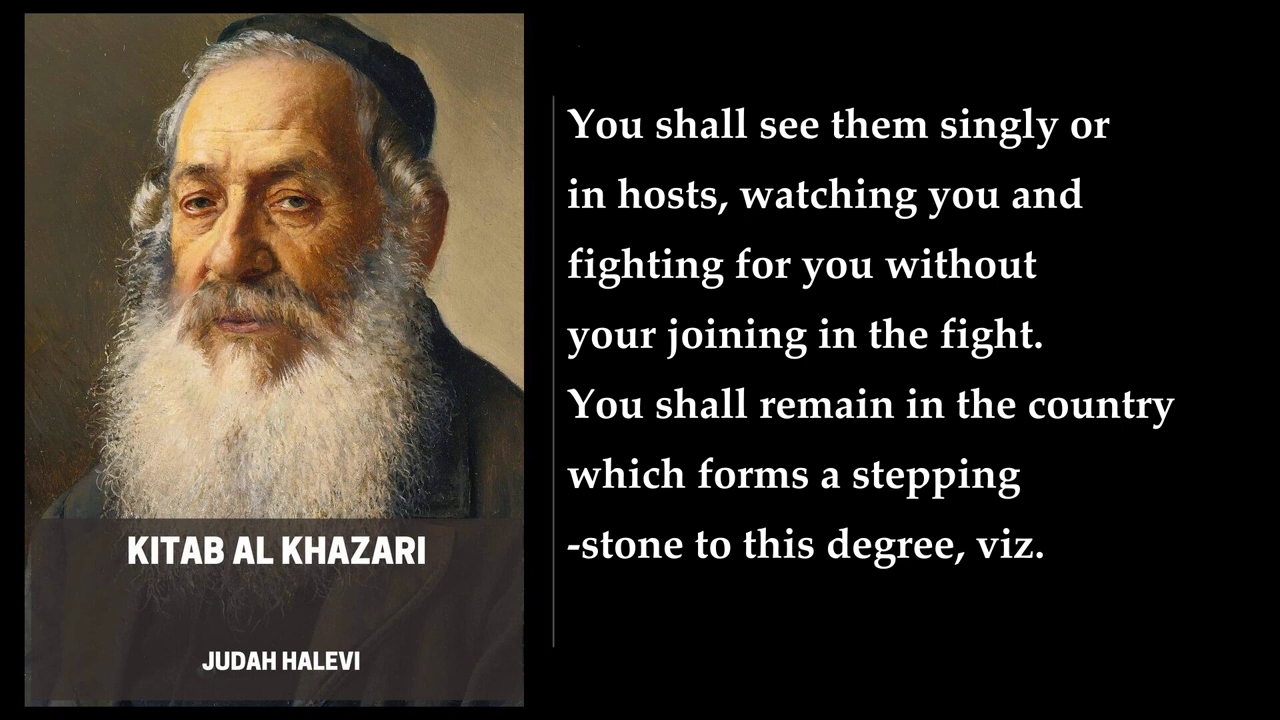 KITAB AL KHAZARI
JUDAH HALEVI
You shall see them singly or
in hosts, watching you and
fighting for you without
your joining in the fight.
You shall remain in the country
which forms a stepping
-stone to this degree, viz.